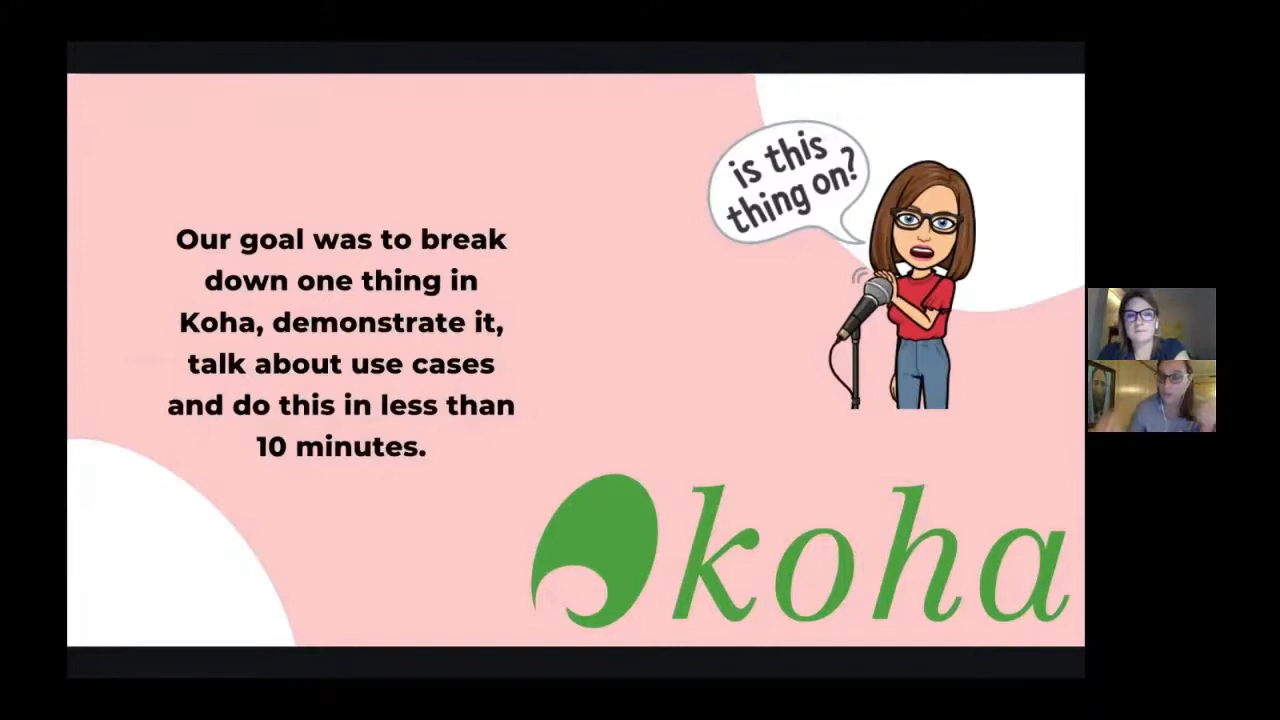 is this
thing on?
Our goal was to break
down one thing in
Koha, demonstrate it,
talk about use cases
and do this in less than
10 minutes.
koha